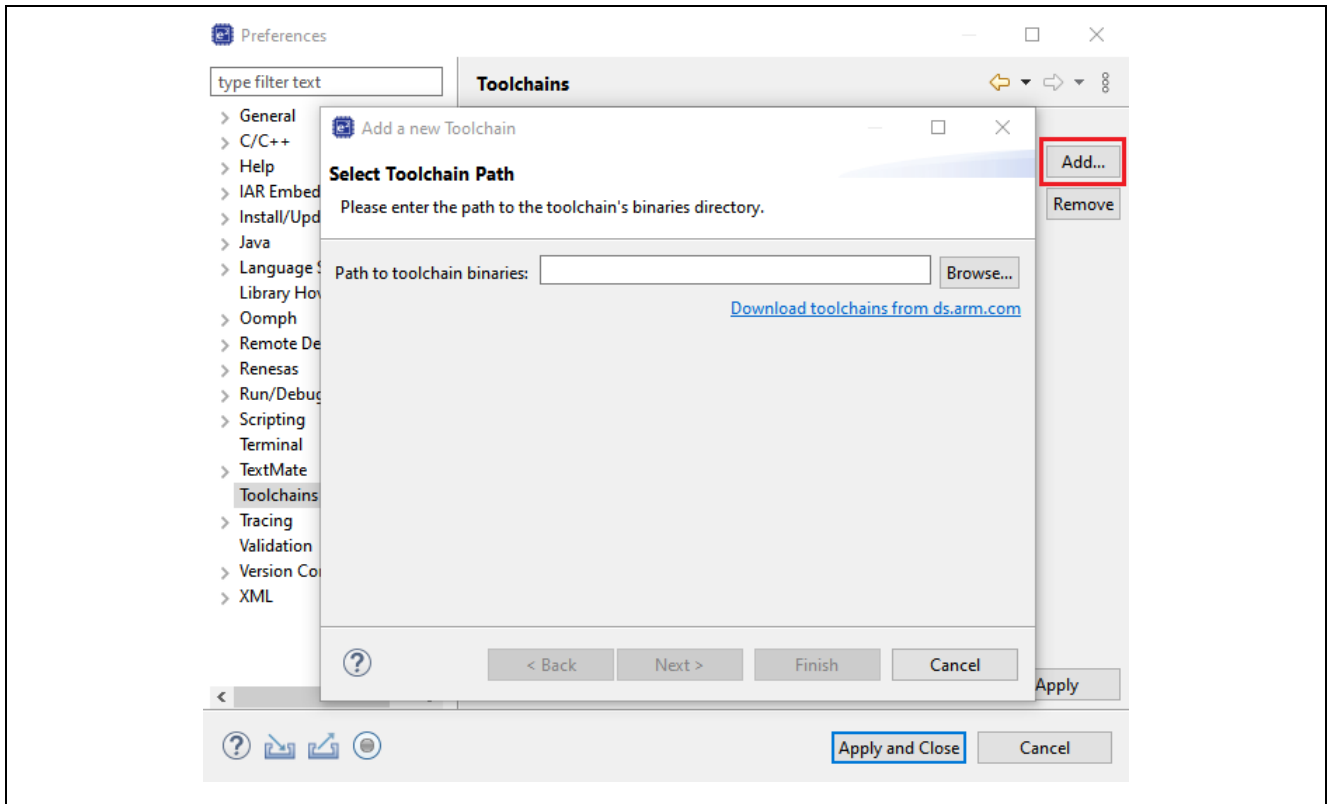 Preferences
type filter text
Toolchains
General
C/C++
Help
IAR Embed
Install/Upd
Java
Language S
Library Hov
Oomph
Remote De
Renesas
Run/Debug
Scripting
Terminal
TextMate
Toolchains
Tracing
Validation
Version Co
XML
Add a new Toolchain
Select Toolchain Path
Please enter the path to the toolchain's binaries directory.
Path to toolchain binaries:
Browse...
Download toolchains from ds.arm.com
< Back
Next >
Finish
Cancel
Add...
Remove
Apply
Apply and Close
Cancel